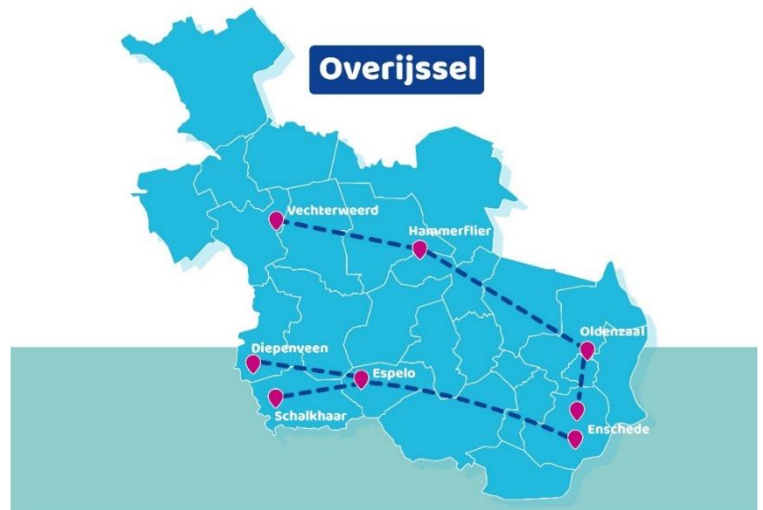 Overijssel
Vechterweerd
Hammerflier
Oldenzaal
Diepenveen
Espelo
Schalkhaar
Enschede